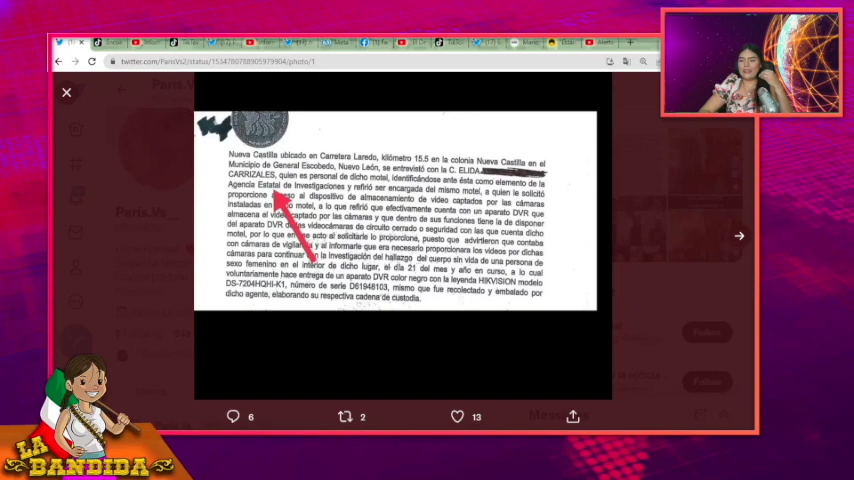 twitter.com/ParisVs2/status/1534780788905979904/photo/1
Nueva Castilla ubicado en Carretera Laredo, kilómetro 15.5 en la colonia Nueva Castilla en el
Municipio de General Escobedo, Nuevo León, se entrevistó con la C. ELIDA
CARRIZALES, quien es personal de dicho motel, identificándose ante ésta como elemento de la
Agencia Estatal de Investigaciones y refirió ser encargada del mismo motel, a quien le solicitó
proporcione acceso al dispositivo de almacenamiento de video captados por las cámaras
instaladas en motel, a lo que refirió que efectivamente cuenta con un aparato DVR que
almacena el video captado por las cámaras y que dentro de sus funciones tiene la de disponer
del aparato DVR de las videocámaras de circuito cerrado o seguridad con las que cuenta dicho
motel, por lo que en ese acto al solicitarle lo proporcione, puesto que advirtieron que contaba
con cámaras de vigilancia y al informarle que era necesario proporcionara los videos por dichas
cámaras para continuar en la investigación del hallazgo del cuerpo sin vida de una persona de
sexo femenino en el interior de dicho lugar, el día 21 del mes y año en curso, a lo cual
voluntariamente hace entrega de un aparato DVR color negro con la leyenda HIKVISION modelo
DS-7204HQHI-K1, número de serie D61948103, mismo que fue recolectado y embalado por
dicho agente, elaborando su respectiva cadena de custodia.
Paris.Vs__
Follow
Follow
6
2
13
LA
BANDIDA